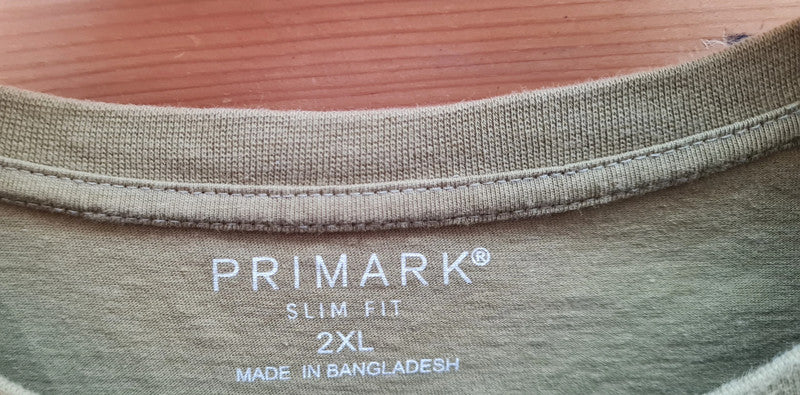 PRIMARK®
SLIM FIT
2XL
MADE IN BANGLADESH